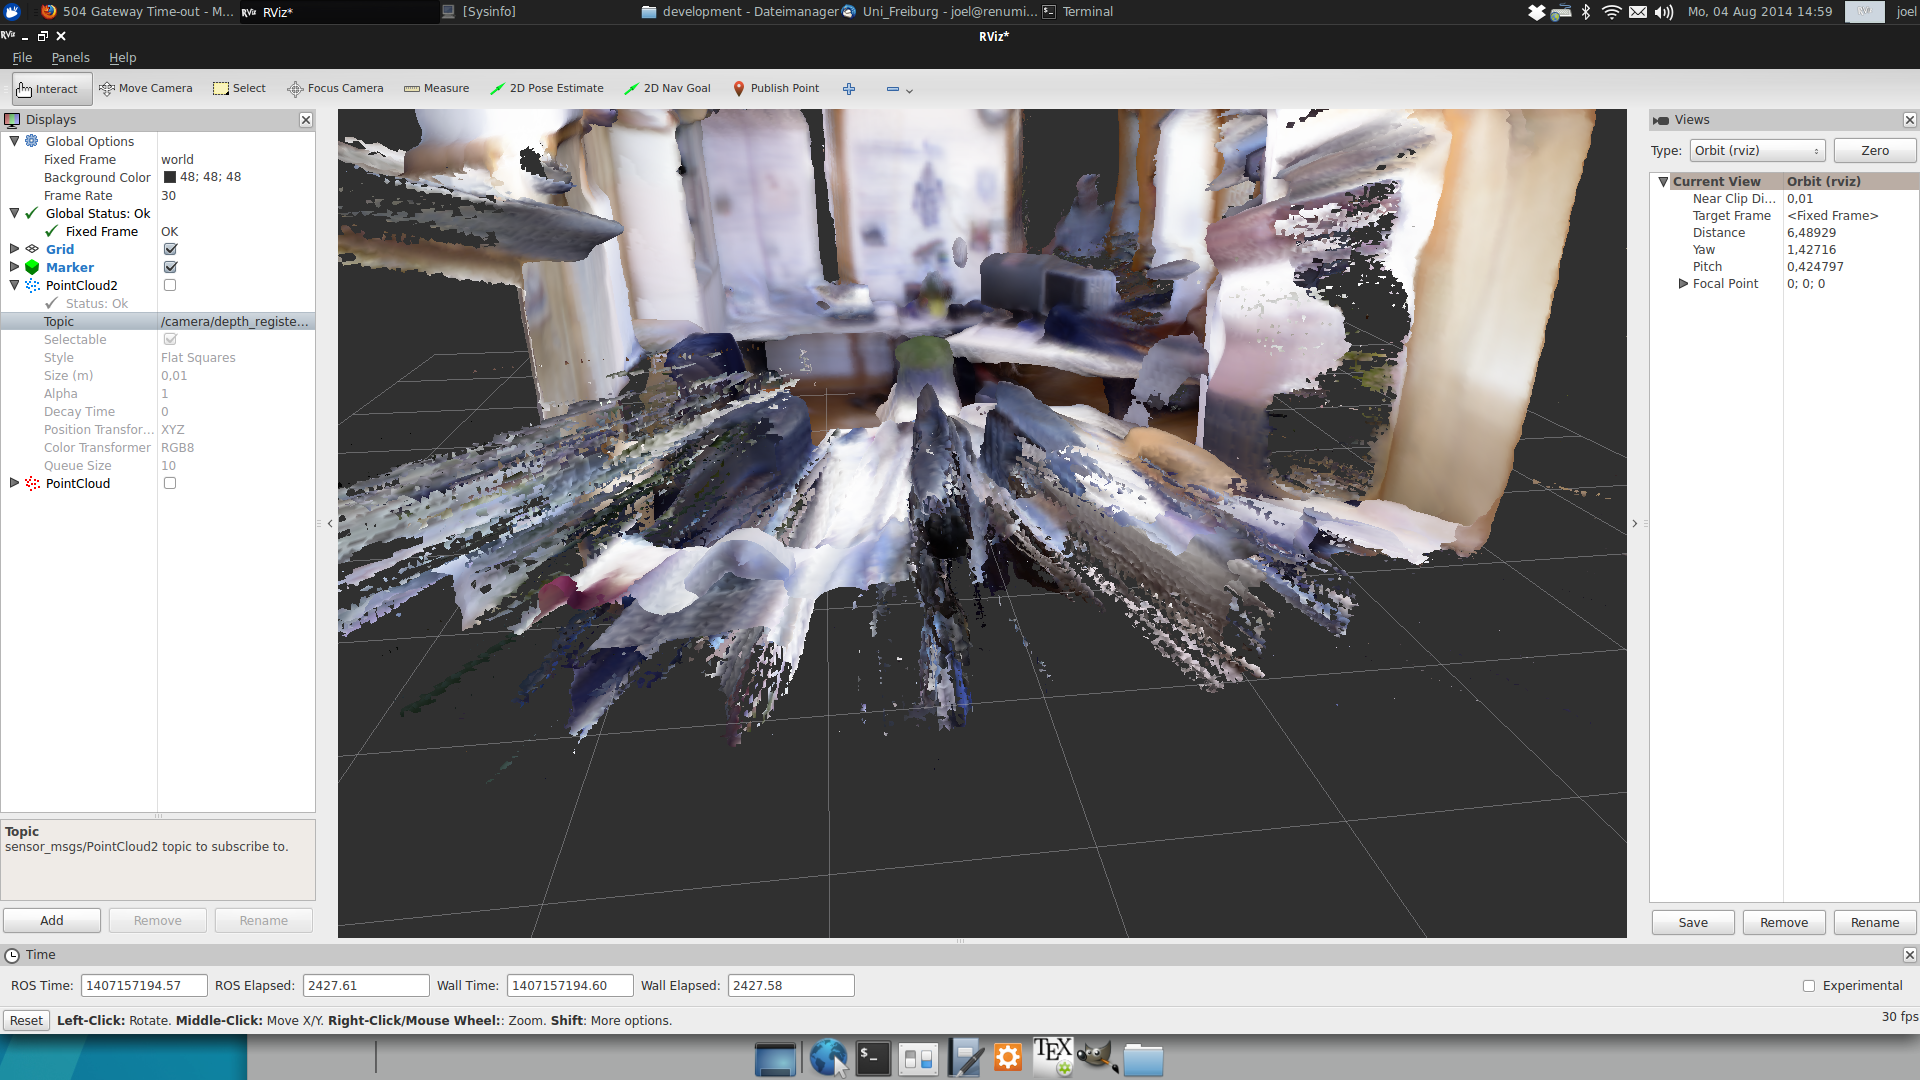 504 Gateway Time-out - M... RViz* [Sysinfo] development - Dateimanager Uni_Freiburg - joel@renumi... Terminal Mo, 04 Aug 2014 14:59 joel
RViz*
File Panels Help
Interact Move Camera Select Focus Camera Measure 2D Pose Estimate 2D Nav Goal Publish Point
Displays
Global Options
Fixed Frame world
Background Color 48; 48; 48
Frame Rate 30
Global Status: Ok
Fixed Frame OK
Grid
Marker
PointCloud2
Status: Ok
Topic /camera/depth_registe...
Selectable
Style Flat Squares
Size (m) 0,01
Alpha 1
Decay Time 0
Position Transfor... XYZ
Color Transformer RGB8
Queue Size 10
PointCloud
Topic
sensor_msgs/PointCloud2 topic to subscribe to.
Add Remove Rename
Views
Type: Orbit (rviz) Zero
Current View Orbit (rviz)
Near Clip Di... 0,01
Target Frame <Fixed Frame>
Distance 6,48929
Yaw 1,42716
Pitch 0,424797
Focal Point 0; 0; 0
Save Remove Rename
Time
ROS Time: 1407157194.57 ROS Elapsed: 2427.61 Wall Time: 1407157194.60 Wall Elapsed: 2427.58 Experimental
Reset Left-Click: Rotate. Middle-Click: Move X/Y. Right-Click/Mouse Wheel:: Zoom. Shift: More options. 30 fps
TEX